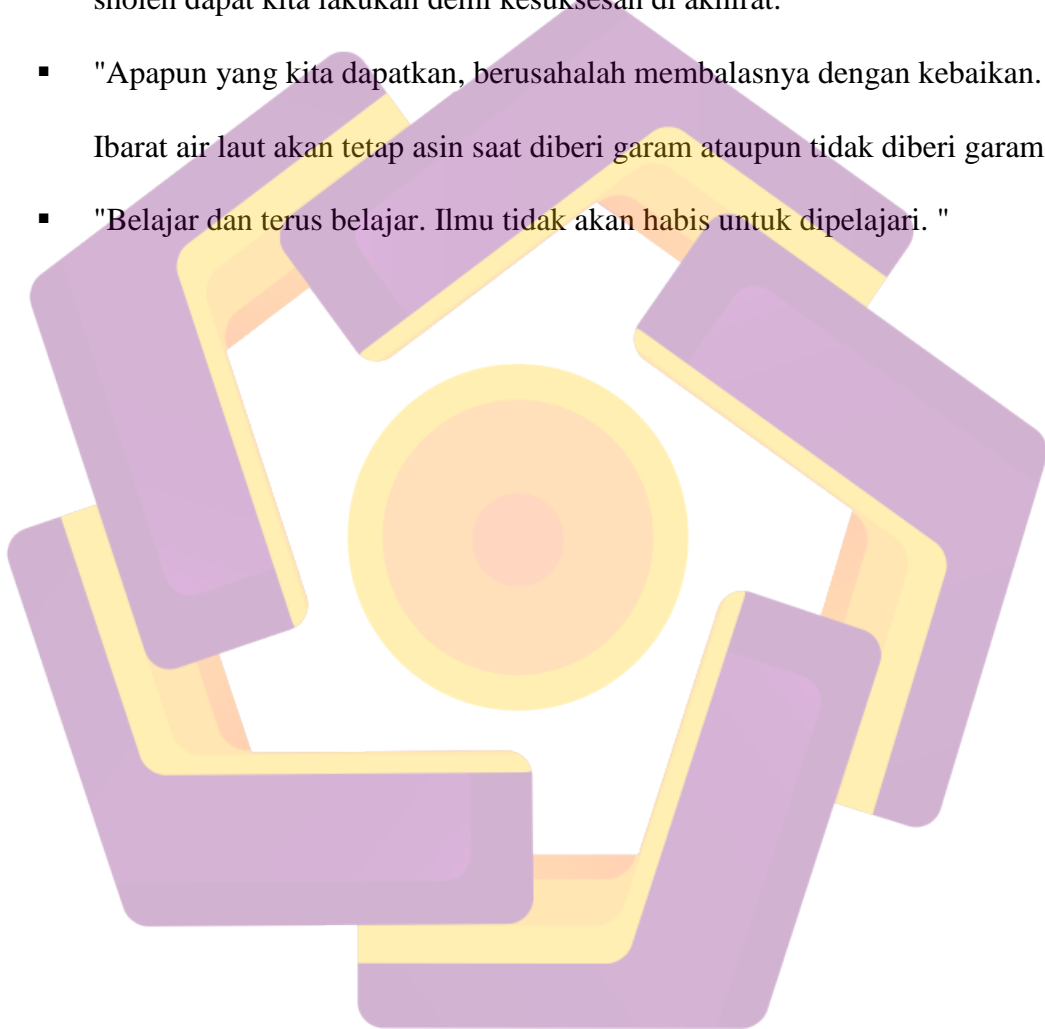 sholeh dapat kita lakukan demi kesuksesan di akhirat.
▪ "Apapun yang kita dapatkan, berusahalah membalasnya dengan kebaikan.
Ibarat air laut akan tetap asin saat diberi garam ataupun tidak diberi garam
▪ "Belajar dan terus belajar. Ilmu tidak akan habis untuk dipelajari. "